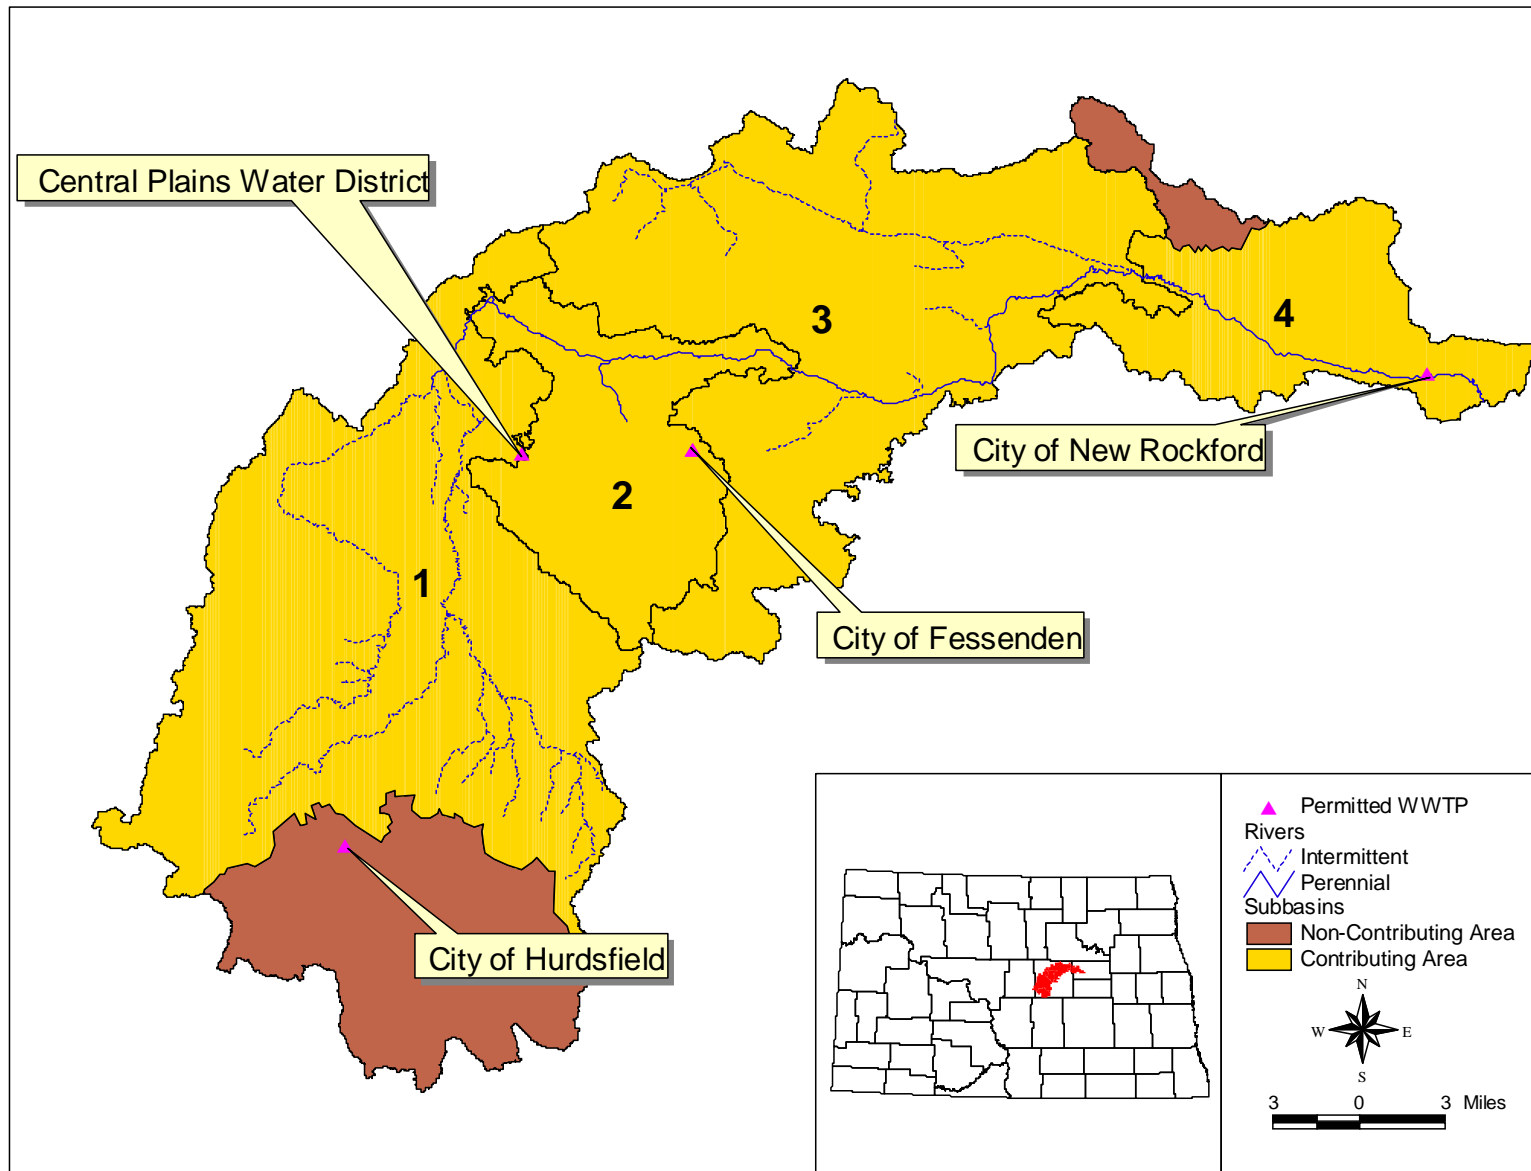 Central Plains Water District
3
4
City of New Rockford
2
1
City of Fessenden
City of Hurdsfield
Permitted WWTP
Rivers
Intermittent
Perennial
Subbasins
Non-Contributing Area
Contributing Area
N
W E
S
3 0 3 Miles